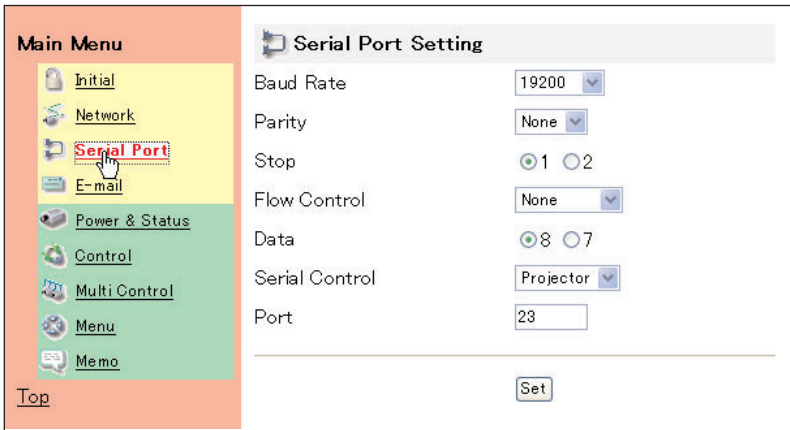 Main Menu
Initial
Network
Serial Port
E-mail
Power & Status
Control
Multi Control
Menu
Memo
Top
Serial Port Setting
Baud Rate 19200
Parity None
Stop 1 2
Flow Control None
Data 8 7
Serial Control Projector
Port 23
Set